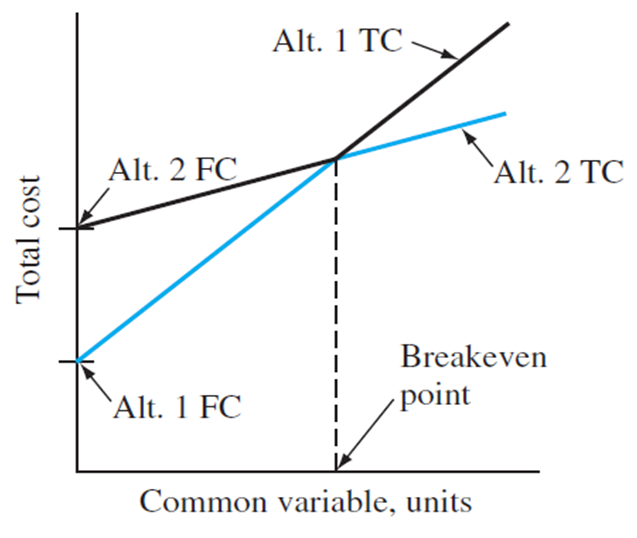 Alt. 1 TC
Alt. 2 FC
Alt. 2 TC
Total cost
Breakeven
point
Alt. 1 FC
Common variable, units